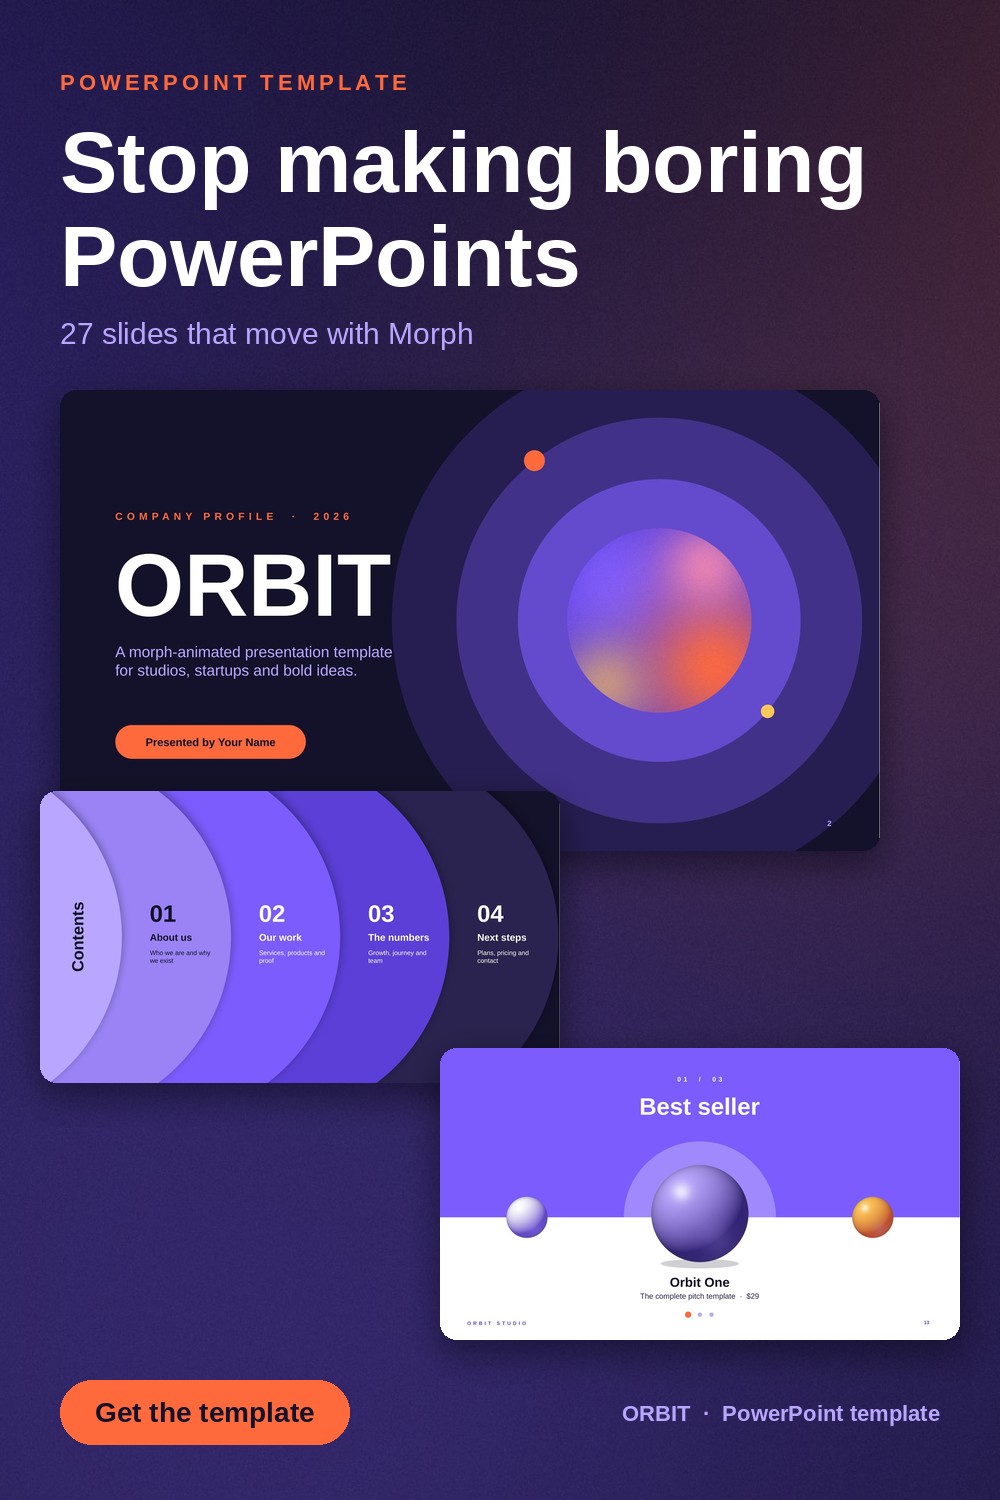 POWERPOINT TEMPLATE
Stop making boring
PowerPoints
27 slides that move with Morph
COMPANY PROFILE · 2026
ORBIT
A morph-animated presentation template
for studios, startups and bold ideas.
Presented by Your Name
2
Contents
01
About us
Who we are and why
we exist
02
Our work
Services, products and
proof
03
The numbers
Growth, journey and
team
04
Next steps
Plans, pricing and
contact
01 / 03
Best seller
Orbit One
The complete pitch template · $29
ORBIT STUDIO
13
Get the template
ORBIT · PowerPoint template